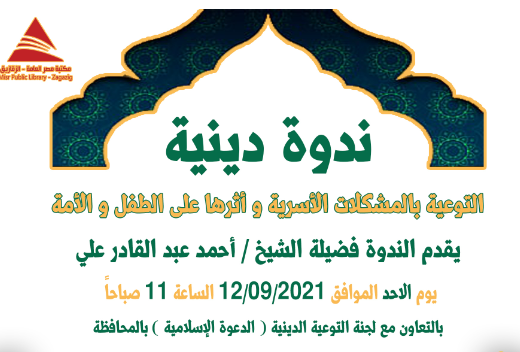 مكتبة مصر العامة - الزقازيق
Misr Public Library - Zagazig
ندوة دينية
التوعية بالمشكلات الأسرية و أثرها على الطفل و الأمة
يقدم الندوة فضيلة الشيخ / أحمد عبد القادر علي
يوم الاحد الموافق 12/09/2021 الساعة 11 صباحاً
بالتعاون مع لجنة التوعية الدينية ( الدعوة الإسلامية ) بالمحافظة